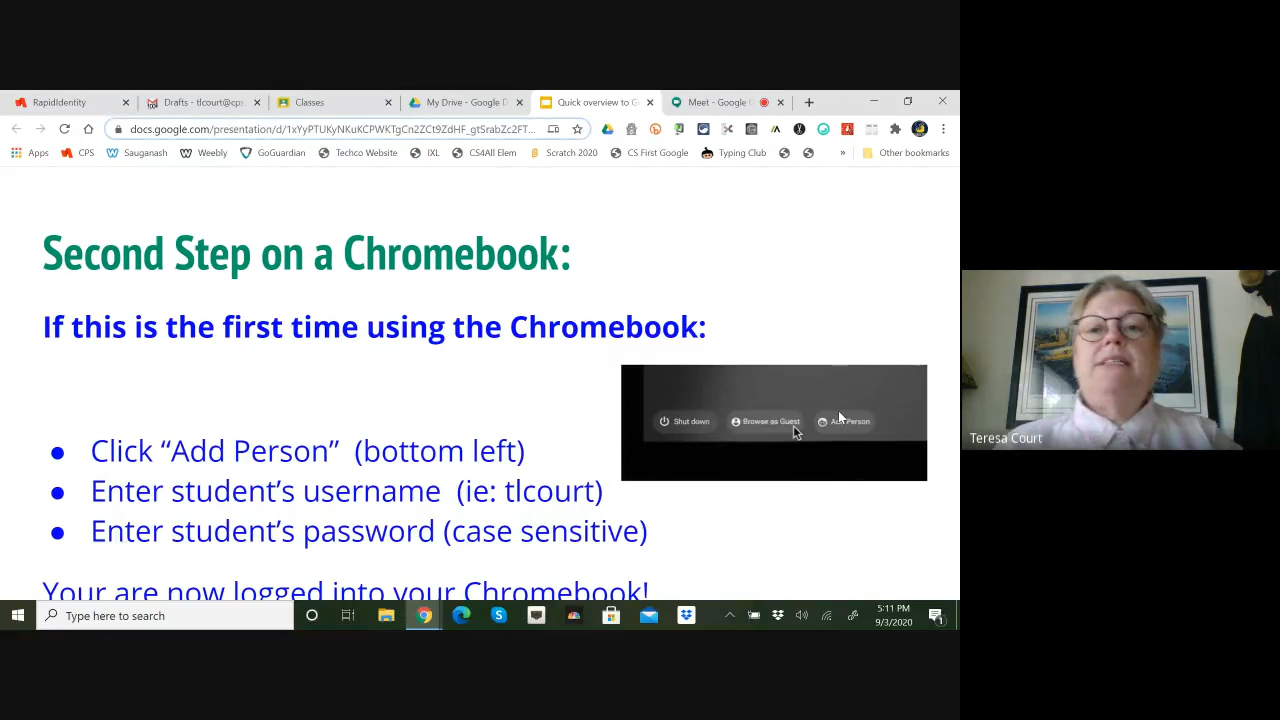 RapidIdentity
Drafts - tlcourt@cps
Classes
My Drive - Google D
Quick overview to G
Meet - Google
docs.google.com/presentation/d/1xYyPTUKyNKuKCPWKTgCn2ZCt9ZdHF_gtSrabZc2FT...
Apps
CPS
Sauganash
Weebly
GoGuardian
Techco Website
IXL
CS4All Elem
Scratch 2020
CS First Google
Typing Club
»
Other bookmarks
Second Step on a Chromebook:
If this is the first time using the Chromebook:
Shut down
Browse as Guest
Add Person
● Click “Add Person” (bottom left)
● Enter student’s username (ie: tlcourt)
● Enter student’s password (case sensitive)
Your are now logged into your Chromebook!
Teresa Court
Type here to search
5:11 PM
9/3/2020
1